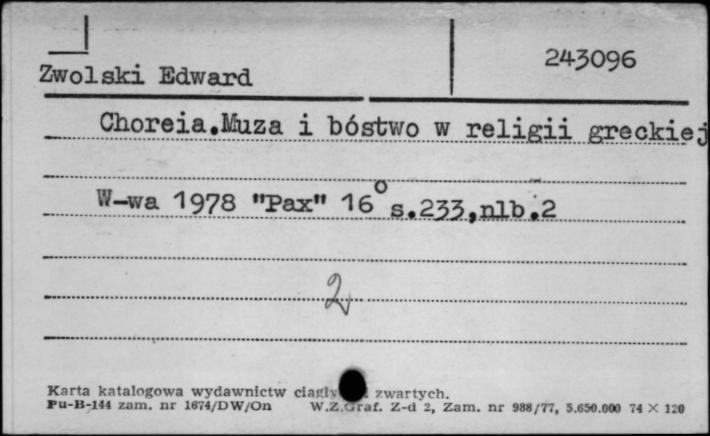 243096
Zwolski Edward
Choreia.Muza i bóstwo w religii greckiej
W-wa 1978 "Pax" 16° s.233,nlb.2
2
Karta katalogowa wydawnictw zwartych.
Pu-B-144 zam. nr 1674/DW/On W.Z.Graf. Z-d 2, Zam. nr 988/77, 5.650.000 74 × 120